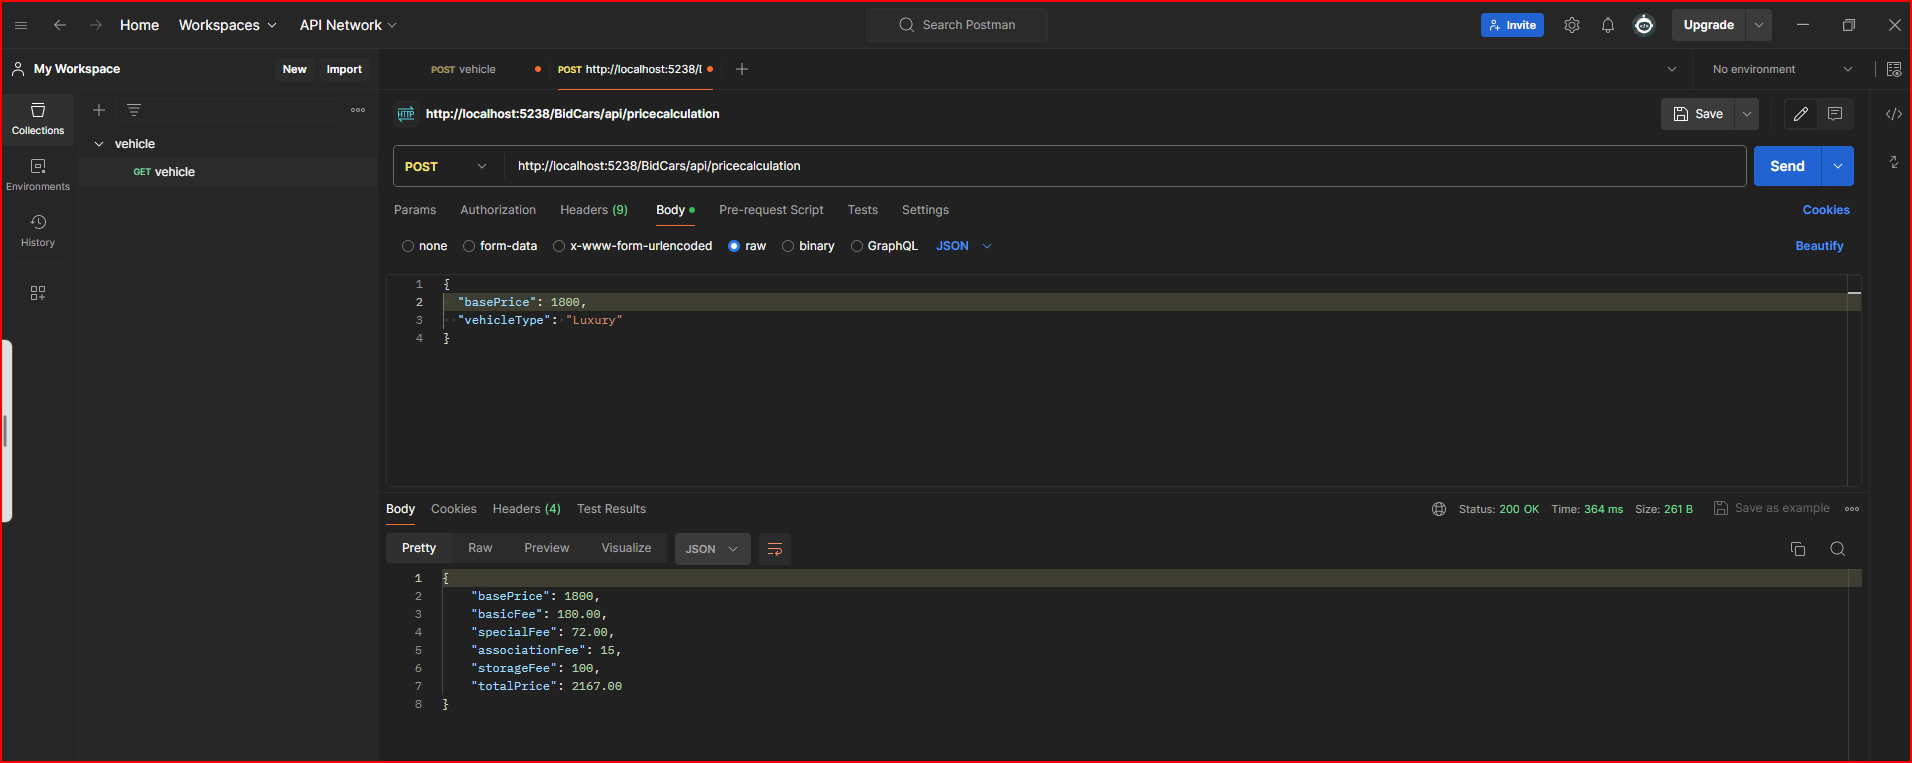 Home Workspaces API Network Search Postman Invite Upgrade
My Workspace New Import POST vehicle POST http://localhost:5238/ No environment
Collections
Environments
History
vehicle
GET vehicle
HTTP http://localhost:5238/BidCars/api/pricecalculation Save
POST http://localhost:5238/BidCars/api/pricecalculation Send
Params Authorization Headers (9) Body Pre-request Script Tests Settings Cookies
none form-data x-www-form-urlencoded raw binary GraphQL JSON Beautify
1 {
2 "basePrice": 1800,
3 "vehicleType": "Luxury"
4 }
Body Cookies Headers (4) Test Results Status: 200 OK Time: 364 ms Size: 261 B Save as example
Pretty Raw Preview Visualize JSON
1 {
2 "basePrice": 1800,
3 "basicFee": 180.00,
4 "specialFee": 72.00,
5 "associationFee": 15,
6 "storageFee": 100,
7 "totalPrice": 2167.00
8 }